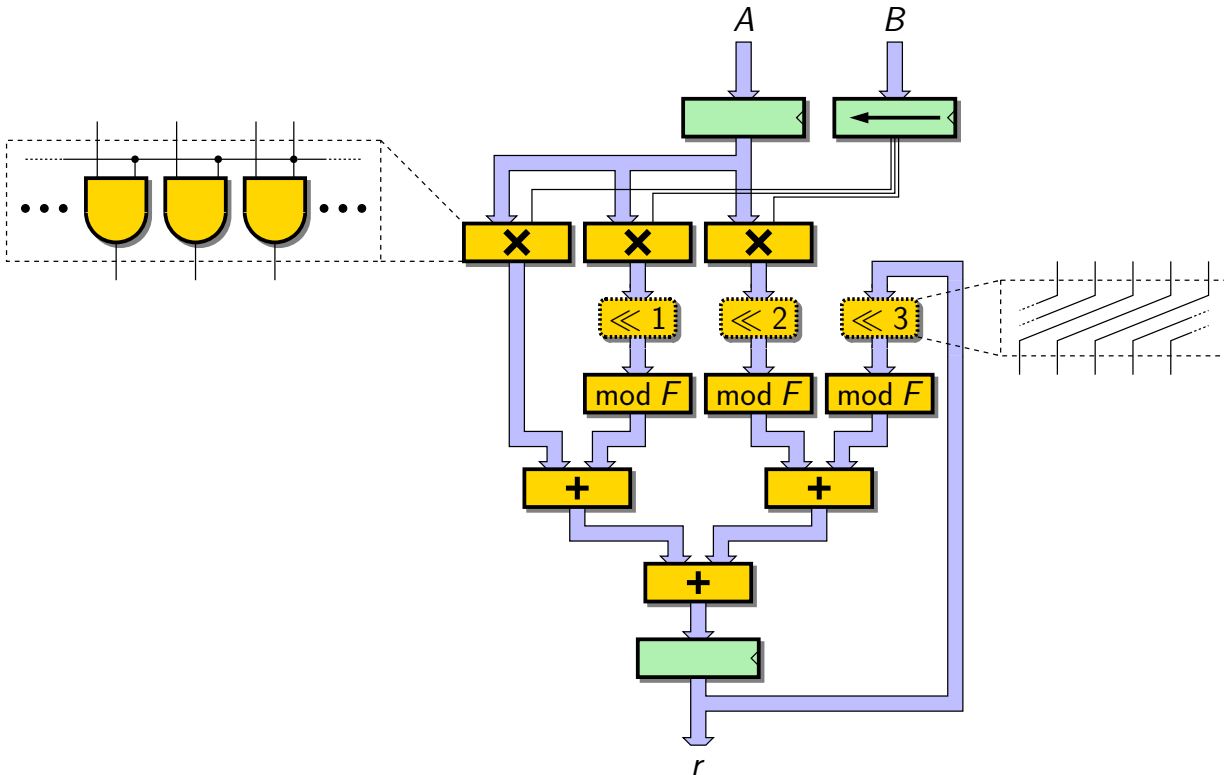 A B
× × ×
≪ 1 ≪ 2 ≪ 3
mod F mod F mod F
+ +
+
r